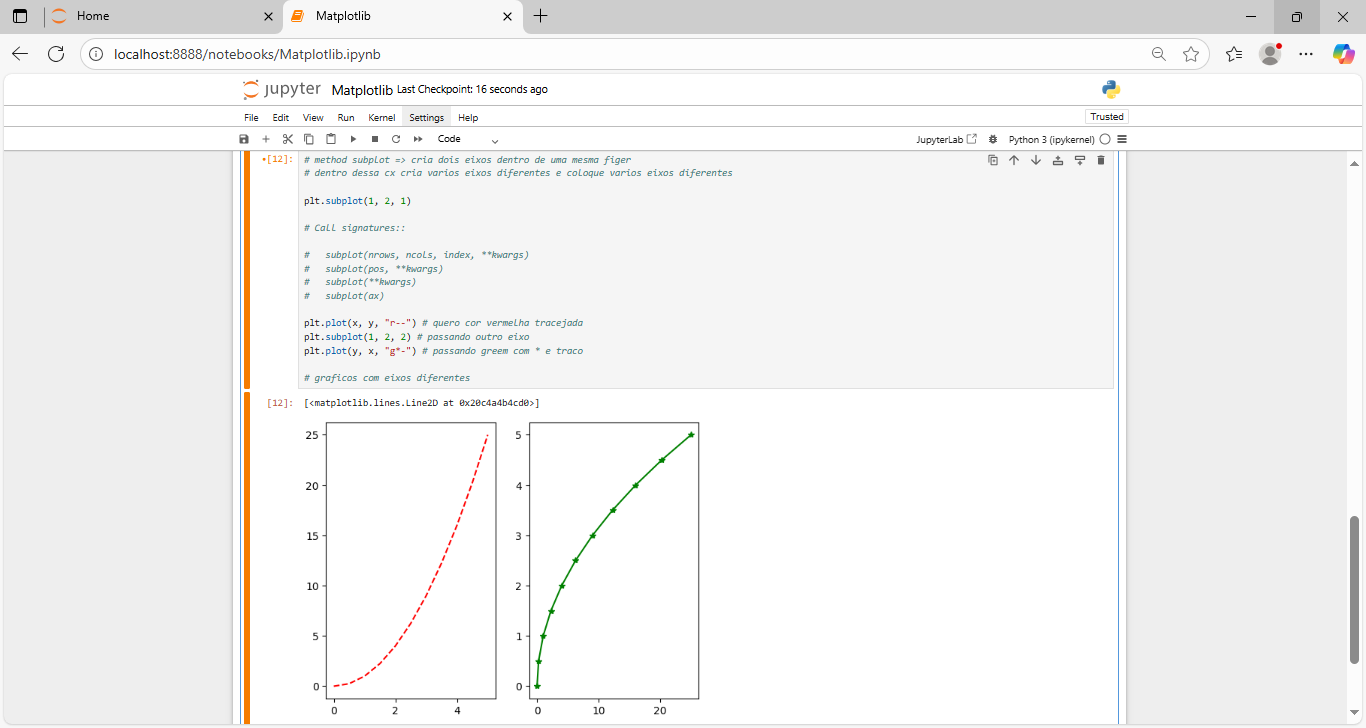 Home
Matplotlib
localhost:8888/notebooks/Matplotlib.ipynb
jupyter Matplotlib Last Checkpoint: 16 seconds ago
File Edit View Run Kernel Settings Help
Trusted
Code
JupyterLab
Python 3 (ipykernel)
[12]:
# method subplot => cria dois eixos dentro de uma mesma figer
# dentro dessa cx cria varios eixos diferentes e coloque varios eixos diferentes
plt.subplot(1, 2, 1)
# Call signatures::
#   subplot(nrows, ncols, index, **kwargs)
#   subplot(pos, **kwargs)
#   subplot(**kwargs)
#   subplot(ax)
plt.plot(x, y, "r--") # quero cor vermelha tracejada
plt.subplot(1, 2, 2) # passando outro eixo
plt.plot(y, x, "g*-") # passando greem com * e traco
# graficos com eixos diferentes
[12]: [<matplotlib.lines.Line2D at 0x20c4a4b4cd0>]
25
20
15
10
5
0
0 2 4
5
4
3
2
1
0
0 10 20